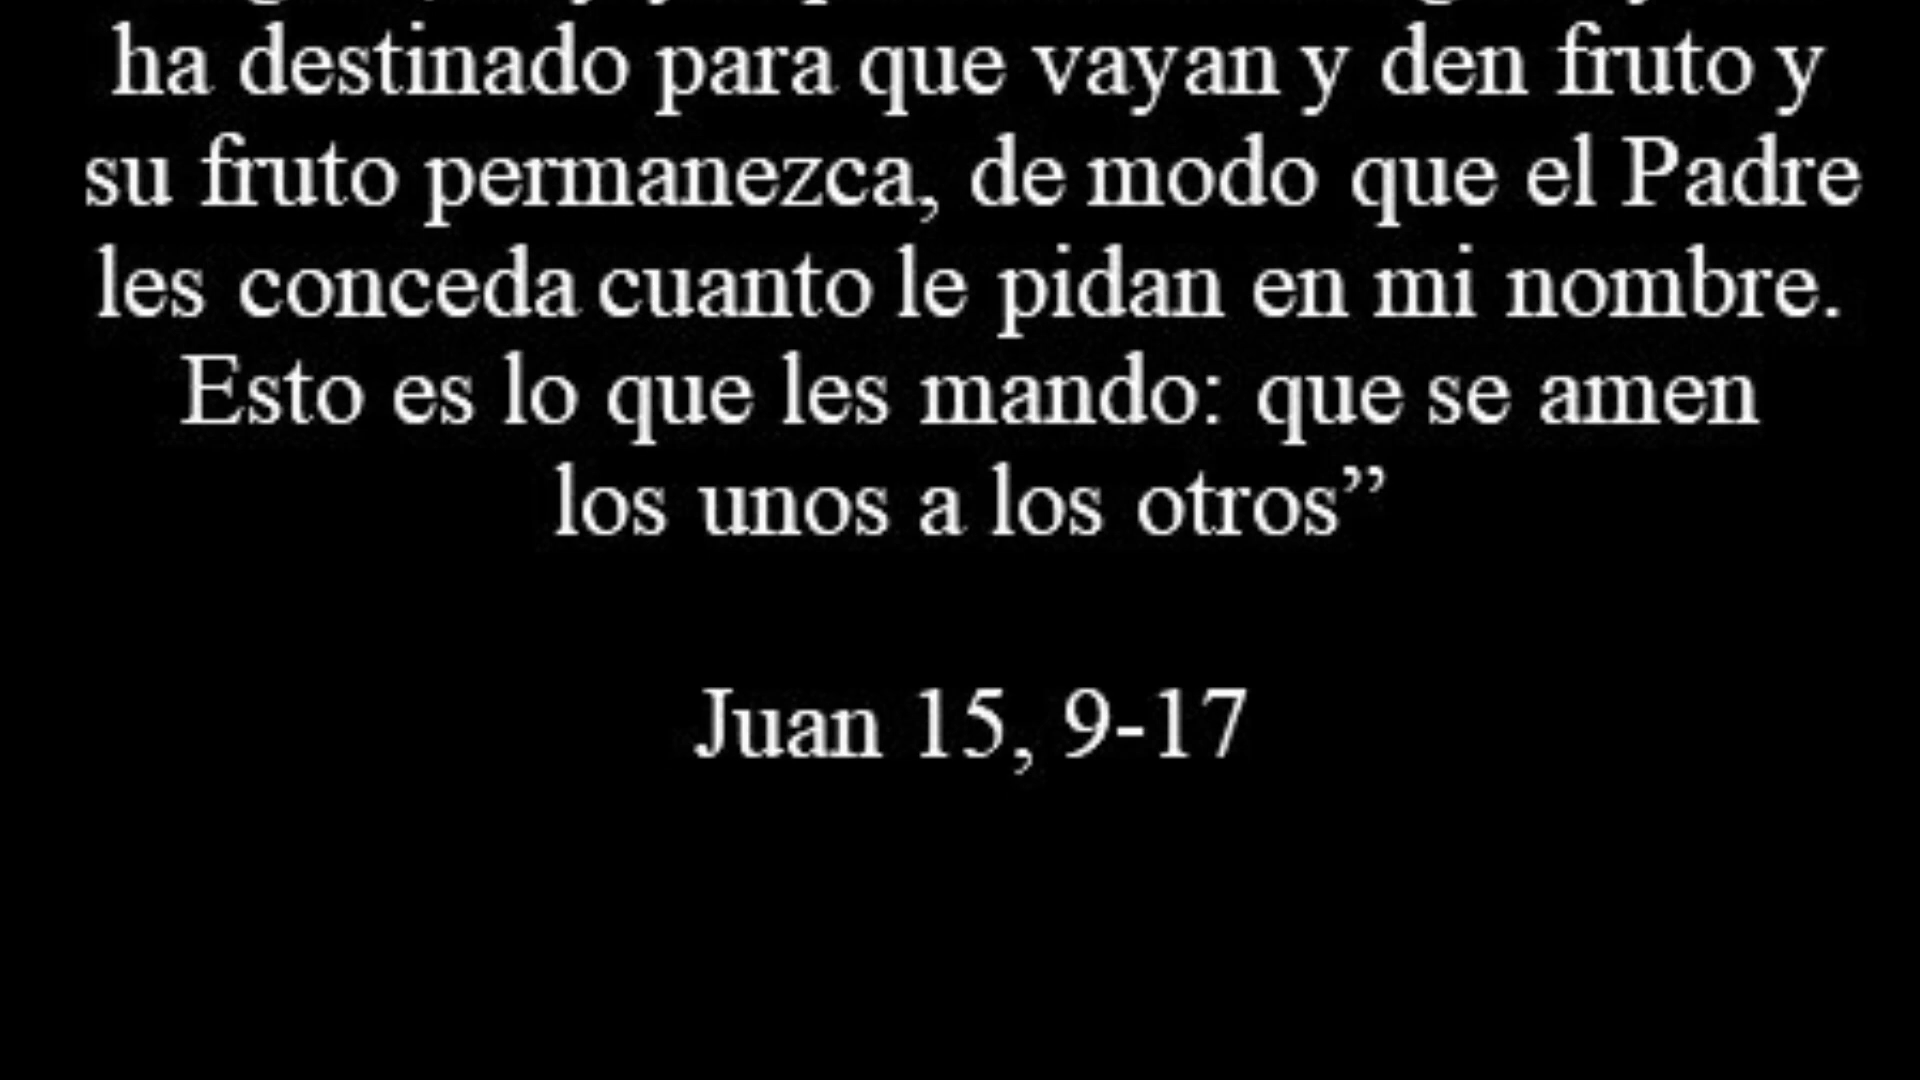 ha destinado para que vayan y den fruto y
su fruto permanezca, de modo que el Padre
les conceda cuanto le pidan en mi nombre.
Esto es lo que les mando: que se amen
los unos a los otros”
Juan 15, 9-17